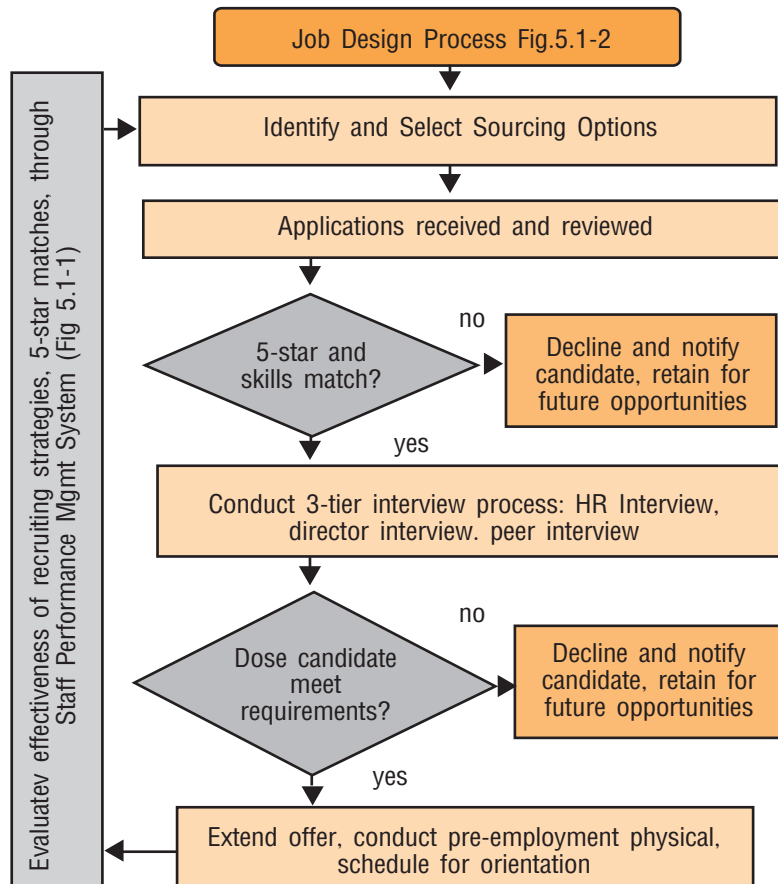 Job Design Process Fig.5.1-2
Identify and Select Sourcing Options
Applications received and reviewed
5-star and
skills match?
no
Decline and notify
candidate, retain for
future opportunities
yes
Conduct 3-tier interview process: HR Interview,
director interview. peer interview
Dose candidate
meet
requirements?
no
Decline and notify
candidate, retain for
future opportunities
yes
Extend offer, conduct pre-employment physical,
schedule for orientation
Evaluatev effectiveness of recruiting strategies, 5-star matches, through
Staff Performance Mgmt System (Fig 5.1-1)